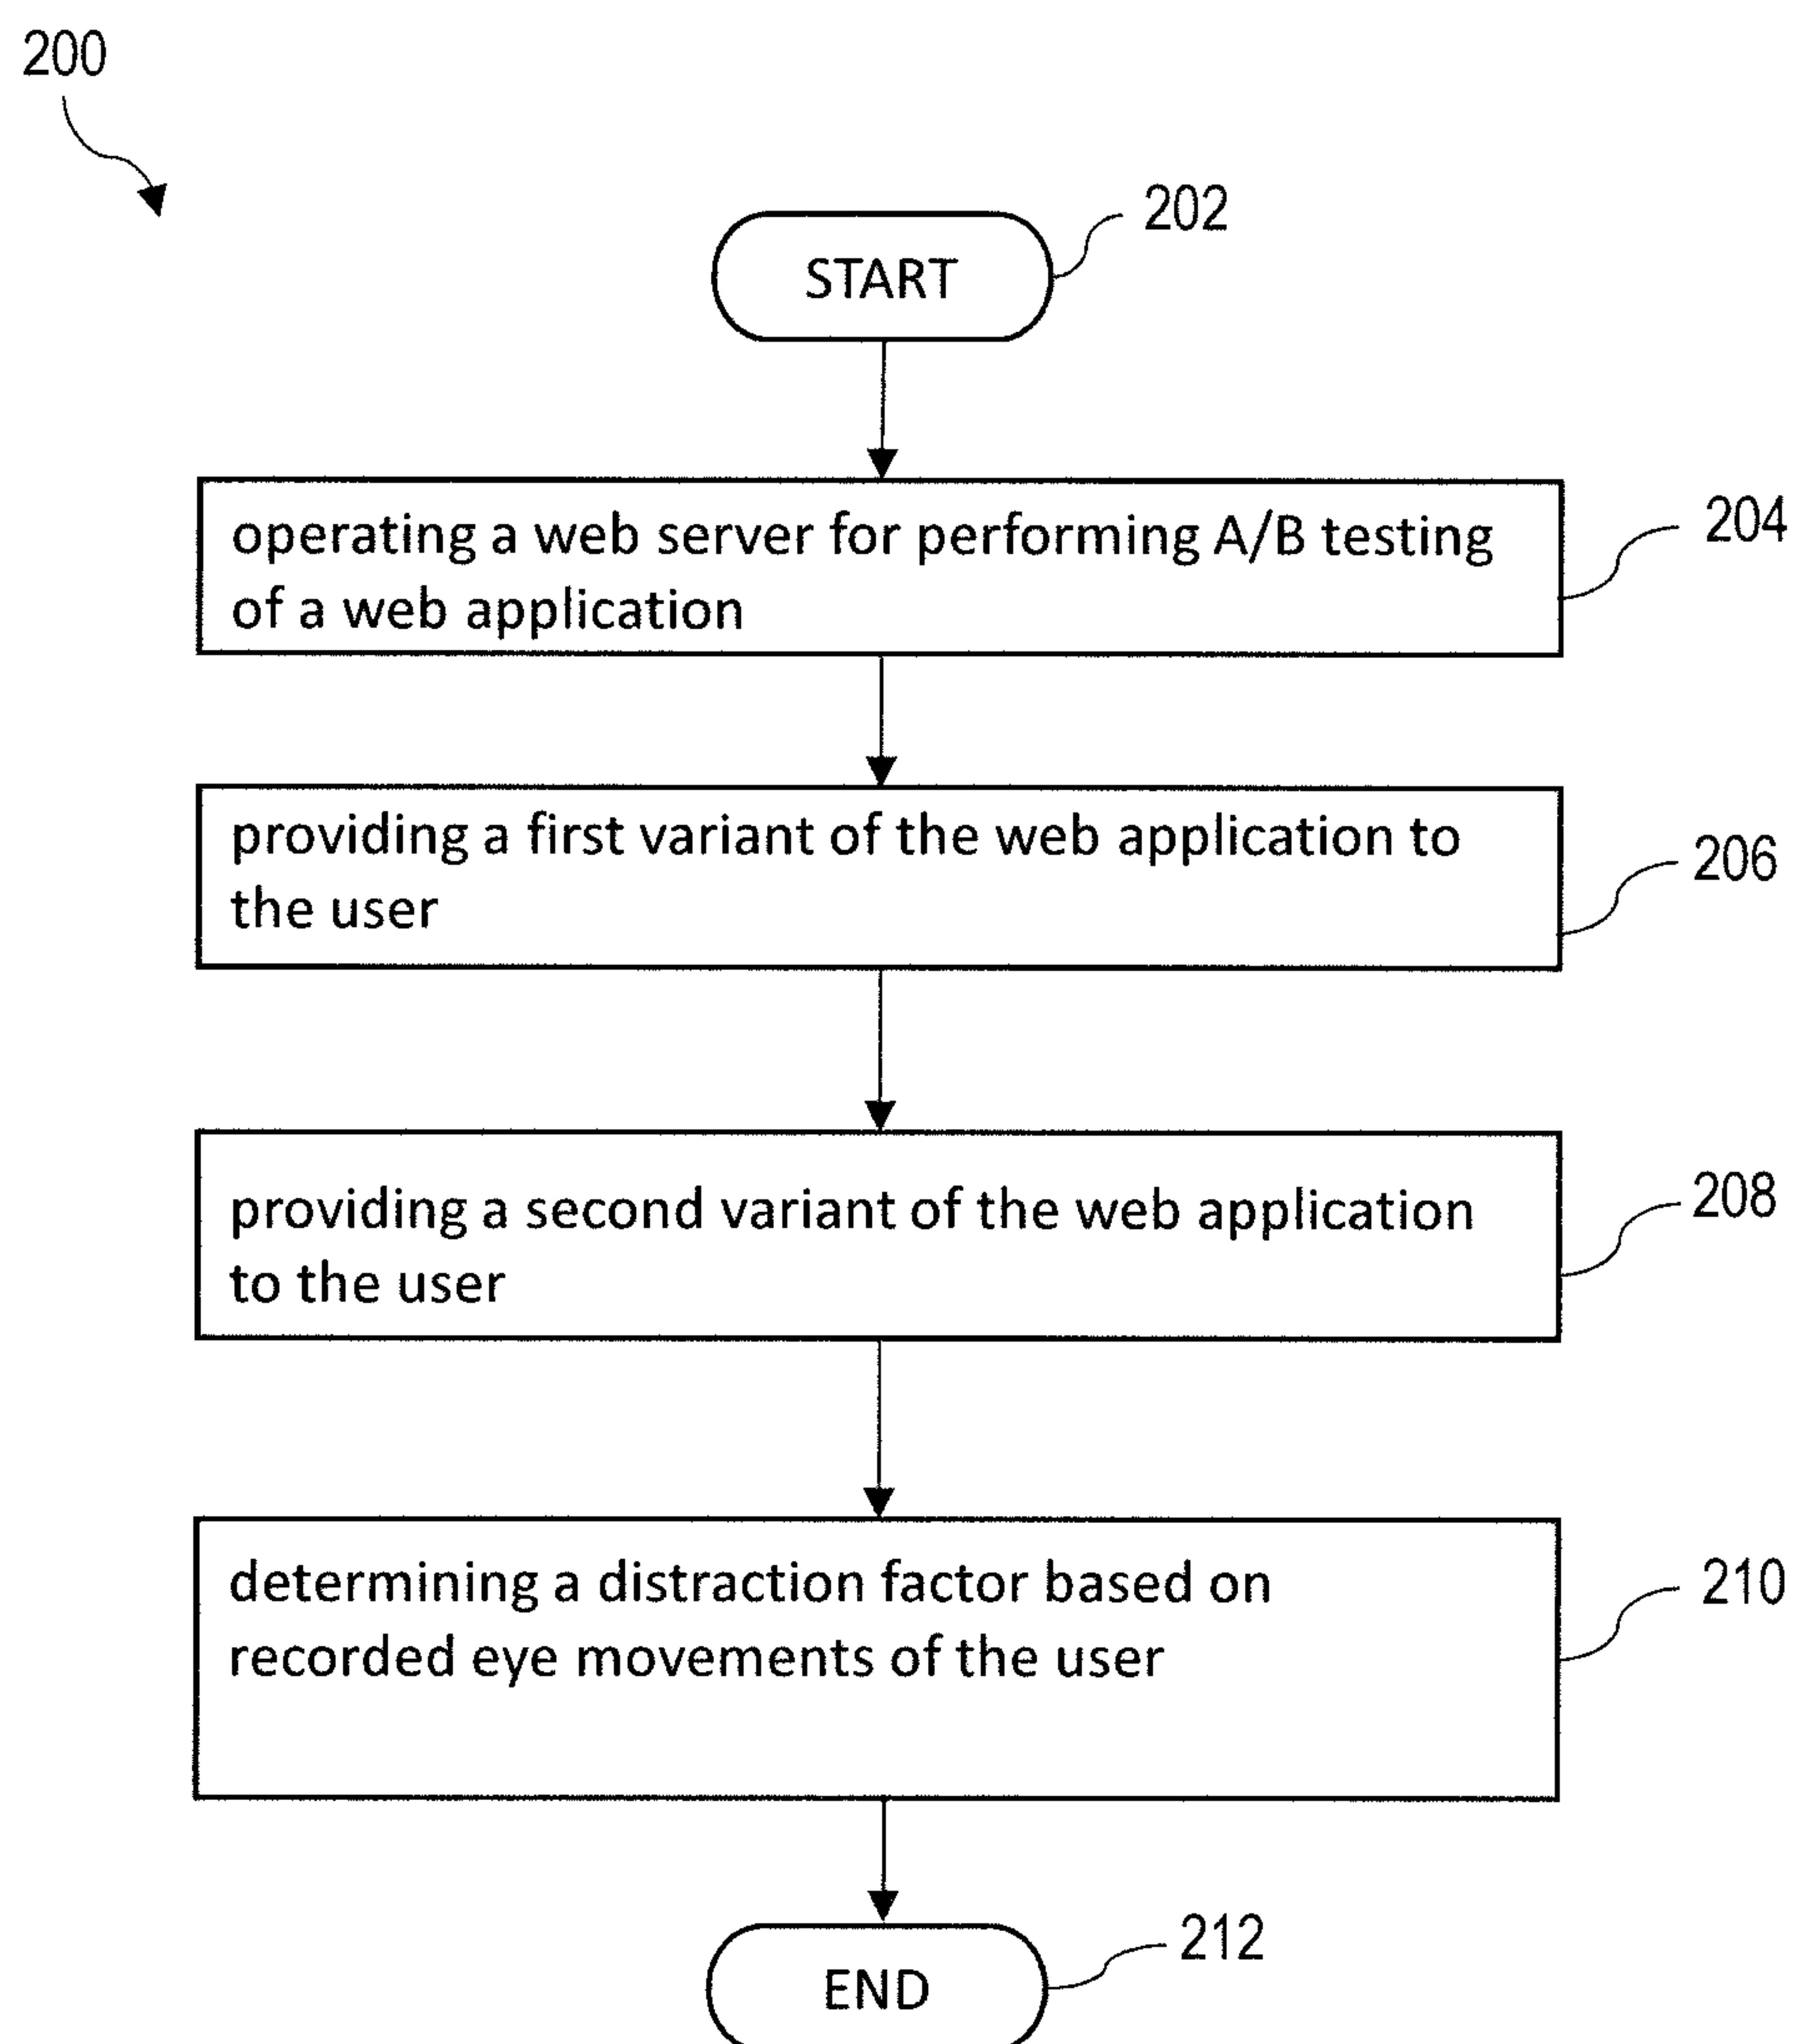 200
202
START
204
operating a web server for performing A/B testing
of a web application
206
providing a first variant of the web application to
the user
208
providing a second variant of the web application
to the user
210
determining a distraction factor based on
recorded eye movements of the user
212
END